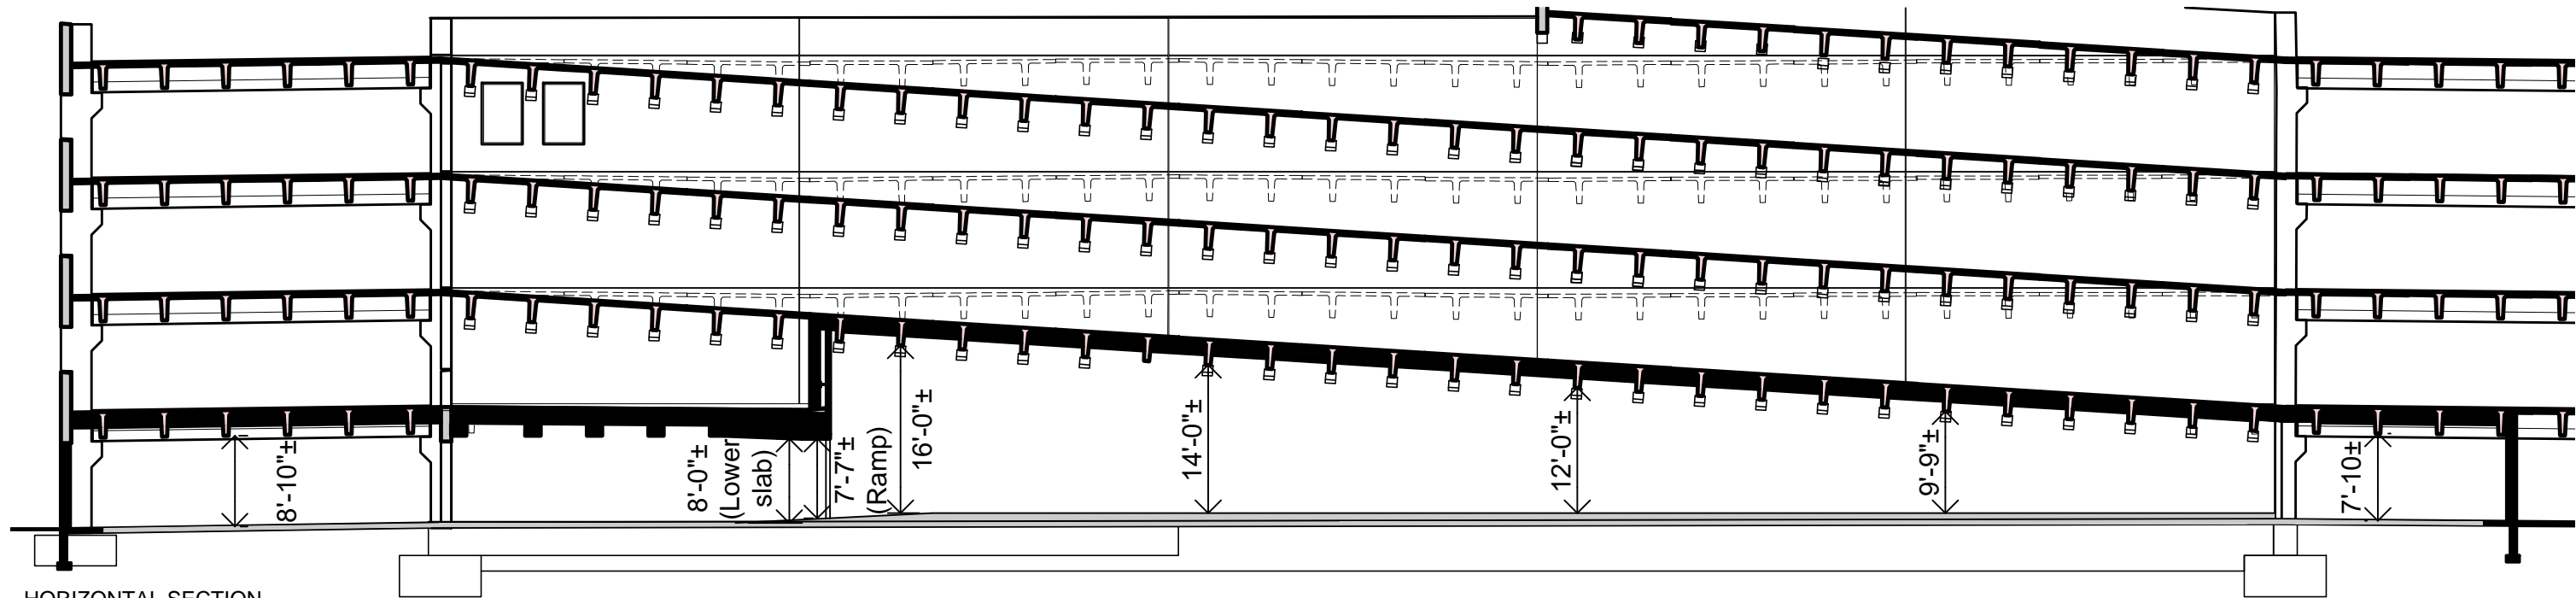 8'-10"±
8'-0"±
(Lower
slab)
7'-7"±
(Ramp)
16'-0"±
14'-0"±
12'-0"±
9'-9"±
7'-10±
HORIZONTAL SECTION